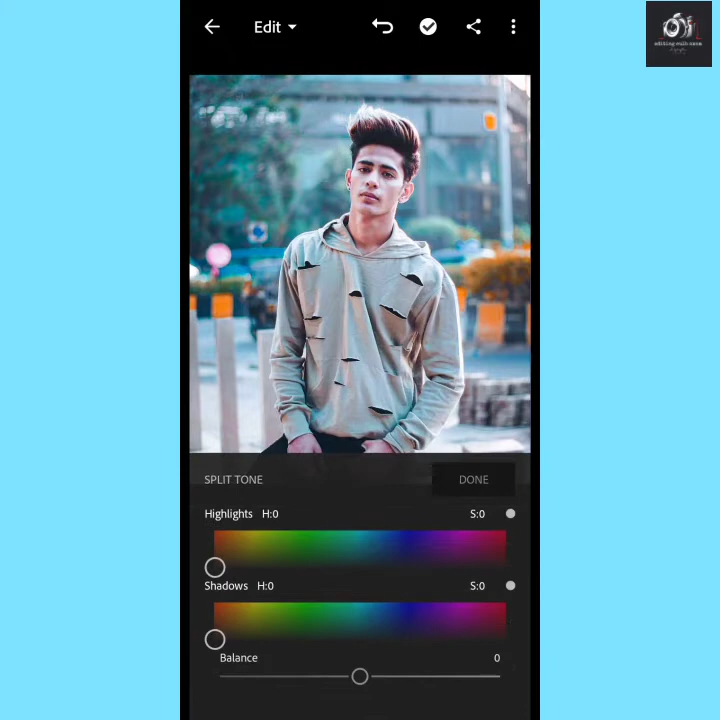 Edit
SPLIT TONE
DONE
Highlights H:0 S:0
Shadows H:0 S:0
Balance 0